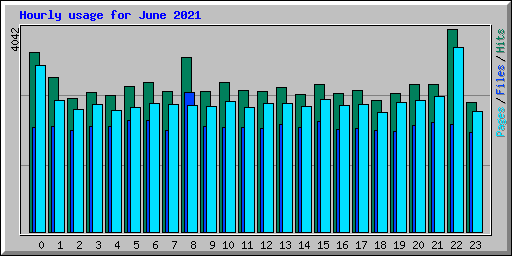 Hourly usage for June 2021
4042
Pages / Files / Hits
0 1 2 3 4 5 6 7 8 9 10 11 12 13 14 15 16 17 18 19 20 21 22 23